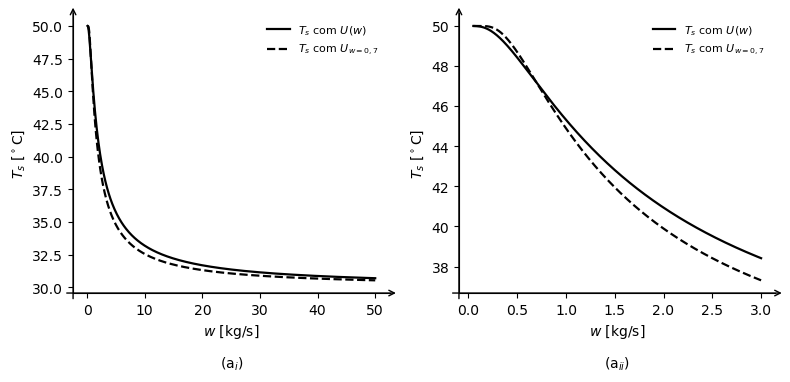 50.0
47.5
45.0
42.5
40.0
37.5
35.0
32.5
30.0
T_s [°C]
T_s com U(w)
T_s com U_{w=0,7}
0 10 20 30 40 50
w [kg/s]
(a_i)
50
48
46
44
42
40
38
T_s [°C]
T_s com U(w)
T_s com U_{w=0,7}
0.0 0.5 1.0 1.5 2.0 2.5 3.0
w [kg/s]
(a_{ii})